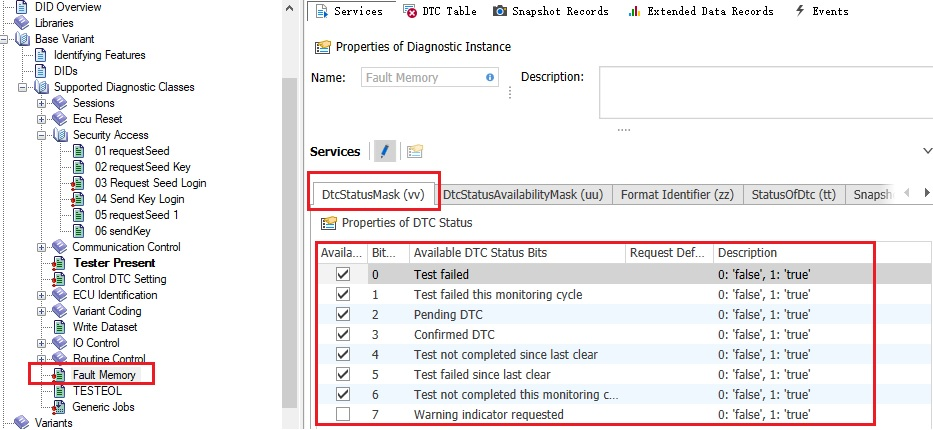 DID Overview
Libraries
Base Variant
Identifying Features
DIDs
Supported Diagnostic Classes
Sessions
Ecu Reset
Security Access
01 requestSeed
02 requestSeed Key
03 Request Seed Login
04 Send Key Login
05 requestSeed 1
06 sendKey
Communication Control
Tester Present
Control DTC Setting
ECU Identification
Variant Coding
Write Dataset
IO Control
Routine Control
Fault Memory
TESTEOL
Generic Jobs
Variants
Services DTC Table Snapshot Records Extended Data Records Events
Properties of Diagnostic Instance
Name: Fault Memory Description:
Services
DtcStatusMask (vv) DtcStatusAvailabilityMask (uu) Format Identifier (zz) StatusOfDtc (tt) Snapsh
Properties of DTC Status
Availa... Bit... Available DTC Status Bits Request Def... Description
0 Test failed 0: 'false', 1: 'true'
1 Test failed this monitoring cycle 0: 'false', 1: 'true'
2 Pending DTC 0: 'false', 1: 'true'
3 Confirmed DTC 0: 'false', 1: 'true'
4 Test not completed since last clear 0: 'false', 1: 'true'
5 Test failed since last clear 0: 'false', 1: 'true'
6 Test not completed this monitoring c... 0: 'false', 1: 'true'
7 Warning indicator requested 0: 'false', 1: 'true'